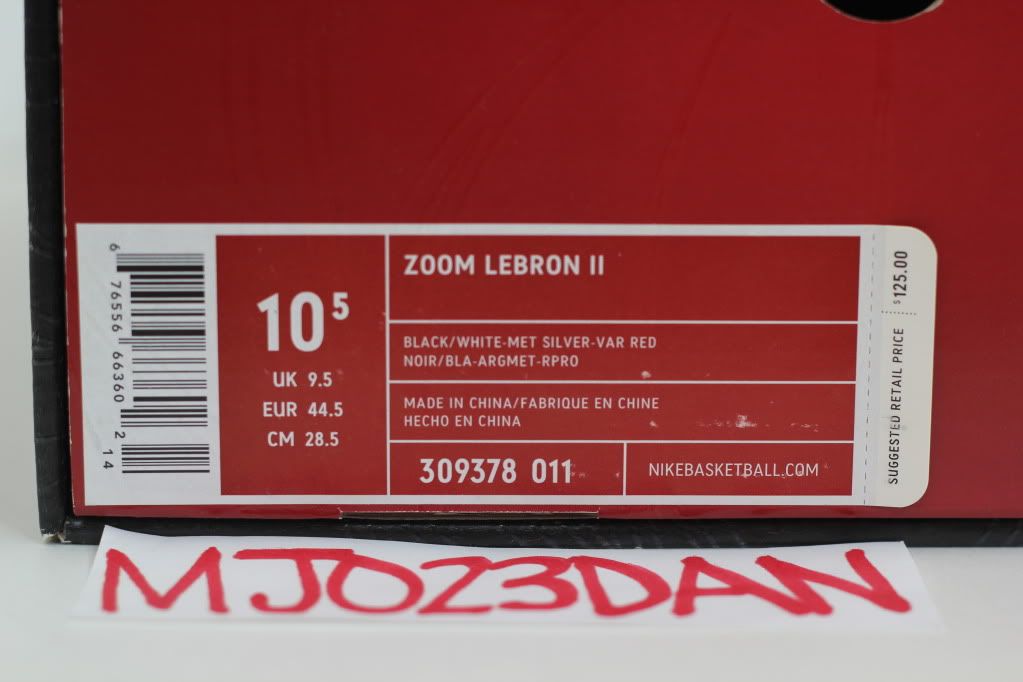 6 76556 66360 2 14
10 5
UK 9.5
EUR 44.5
CM 28.5
ZOOM LEBRON II
BLACK/WHITE-MET SILVER-VAR RED
NOIR/BLA-ARGMET-RPRO
MADE IN CHINA/FABRIQUE EN CHINE
HECHO EN CHINA
309378 011
NIKEBASKETBALL.COM
SUGGESTED RETAIL PRICE $125.00
MJO23DAN